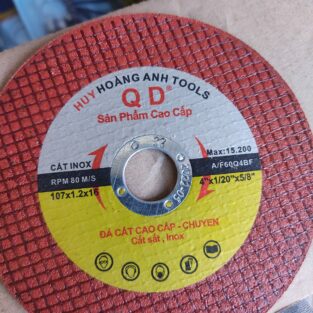 HUY HOÀNG ANH TOOLS
Q D®
Sản Phẩm Cao Cấp
CẮT INOX
RPM 80 M/S
107x1.2x16
Max:15.200
A/F60Q4BF
4"x1/20"x5/8"
ĐÁ CẮT CAO CẤP - CHUYÊN
Cắt sắt , Inox